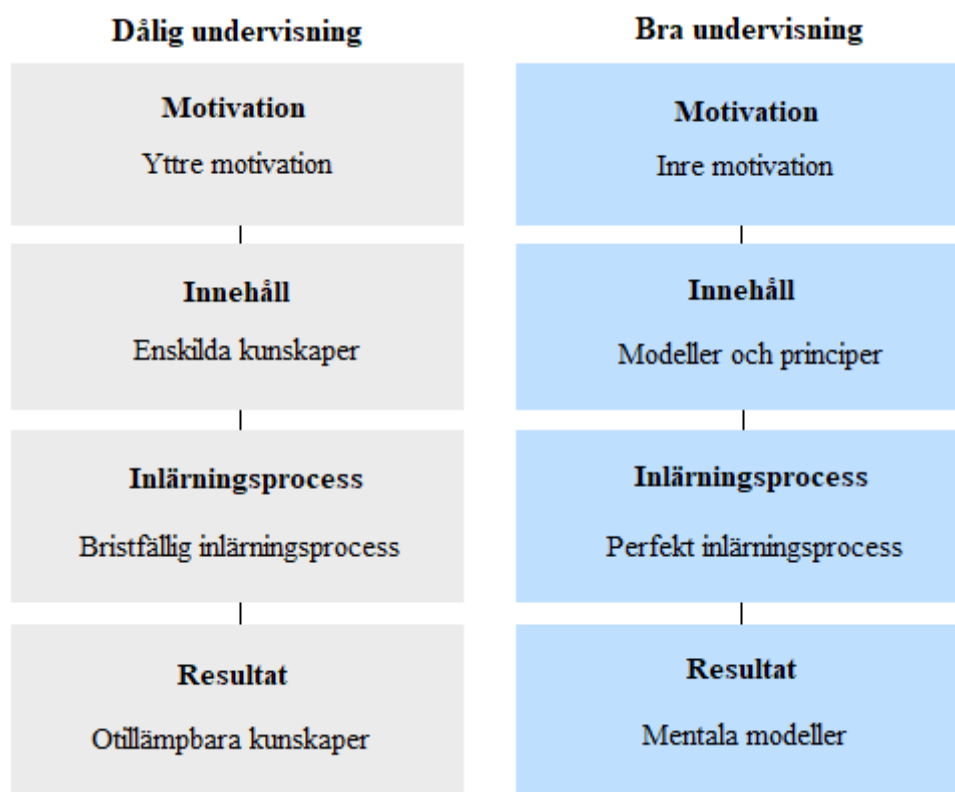 Dålig undervisning
Motivation
Yttre motivation
Innehåll
Enskilda kunskaper
Inlärningsprocess
Bristfällig inlärningsprocess
Resultat
Otillämpbara kunskaper
Bra undervisning
Motivation
Inre motivation
Innehåll
Modeller och principer
Inlärningsprocess
Perfekt inlärningsprocess
Resultat
Mentala modeller